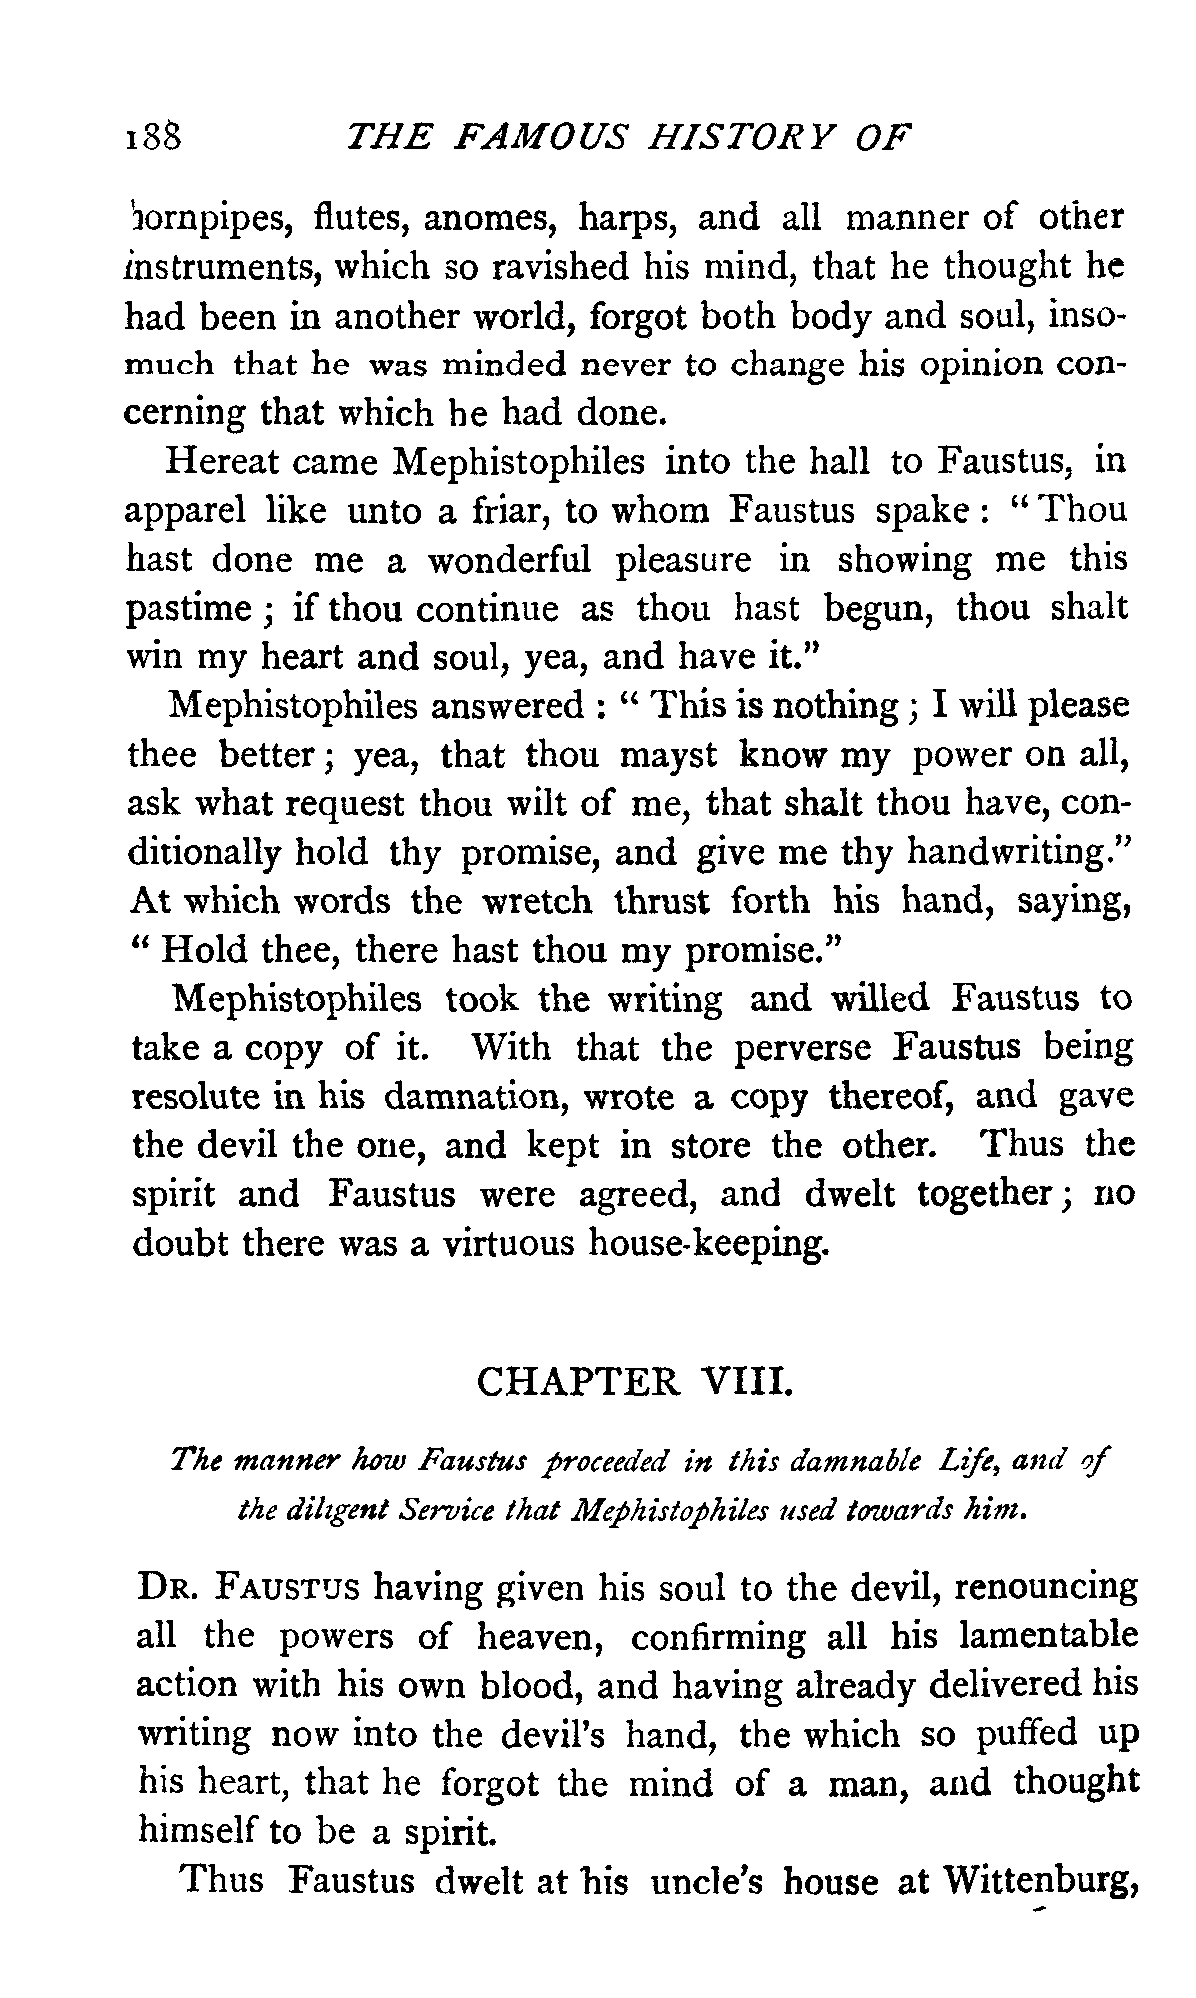 188 THE FAMOUS HISTORY OF
hornpipes, flutes, anomes, harps, and all manner of other
instruments, which so ravished his mind, that he thought he
had been in another world, forgot both body and soul, inso-
much that he was minded never to change his opinion con-
cerning that which he had done.
Hereat came Mephistophiles into the hall to Faustus, in
apparel like unto a friar, to whom Faustus spake : “ Thou
hast done me a wonderful pleasure in showing me this
pastime ; if thou continue as thou hast begun, thou shalt
win my heart and soul, yea, and have it.”
Mephistophiles answered : “ This is nothing ; I will please
thee better ; yea, that thou mayst know my power on all,
ask what request thou wilt of me, that shalt thou have, con-
ditionally hold thy promise, and give me thy handwriting.”
At which words the wretch thrust forth his hand, saying,
“ Hold thee, there hast thou my promise.”
Mephistophiles took the writing and willed Faustus to
take a copy of it. With that the perverse Faustus being
resolute in his damnation, wrote a copy thereof, and gave
the devil the one, and kept in store the other. Thus the
spirit and Faustus were agreed, and dwelt together ; no
doubt there was a virtuous house-keeping.
CHAPTER VIII.
The manner how Faustus proceeded in this damnable Life, and of
the diligent Service that Mephistophiles used towards him.
DR. FAUSTUS having given his soul to the devil, renouncing
all the powers of heaven, confirming all his lamentable
action with his own blood, and having already delivered his
writing now into the devil’s hand, the which so puffed up
his heart, that he forgot the mind of a man, and thought
himself to be a spirit.
Thus Faustus dwelt at his uncle’s house at Wittenburg,